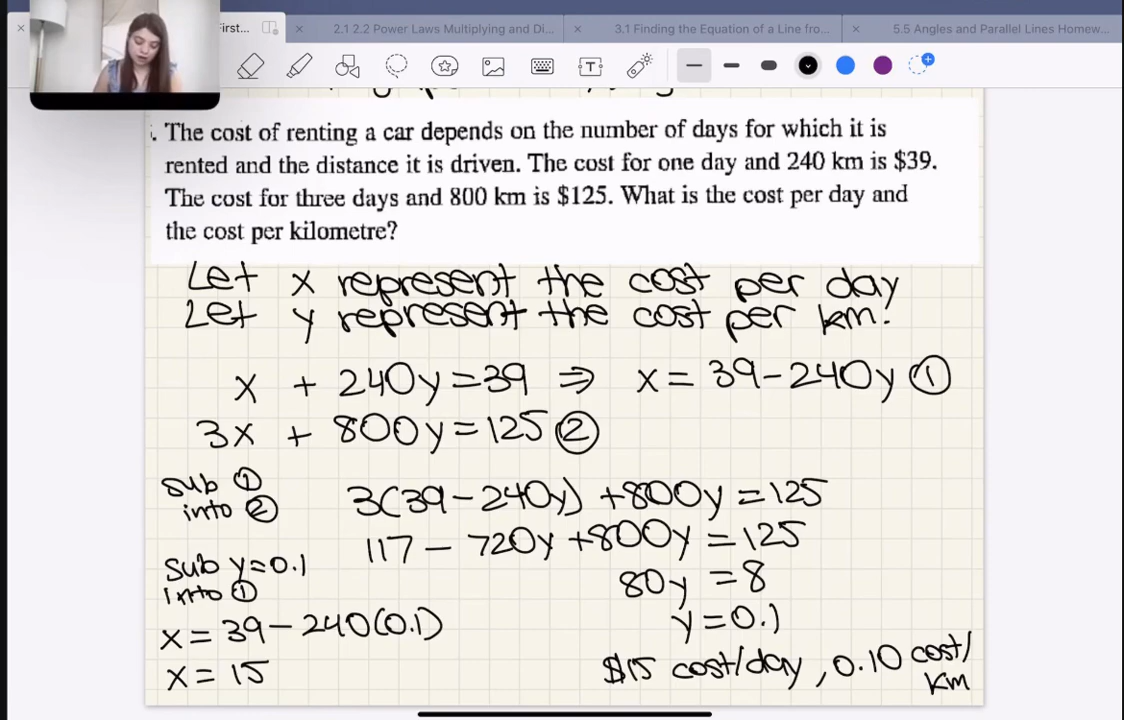 First...
2.1 2.2 Power Laws Multiplying and Di...
3.1 Finding the Equation of a Line fro...
5.5 Angles and Parallel Lines Homew...
T
. The cost of renting a car depends on the number of days for which it is
rented and the distance it is driven. The cost for one day and 240 km is $39.
The cost for three days and 800 km is $125. What is the cost per day and
the cost per kilometre?
Let x represent the cost per day
Let y represent the cost per km.
x + 240y = 39 ⇒ x = 39 - 240y ①
3x + 800y = 125 ②
sub ①
into ②
3(39 - 240y) + 800y = 125
117 - 720y + 800y = 125
80y = 8
y = 0.1
sub y = 0.1
into ①
x = 39 - 240(0.1)
x = 15
$15 cost/day, 0.10 cost/
km